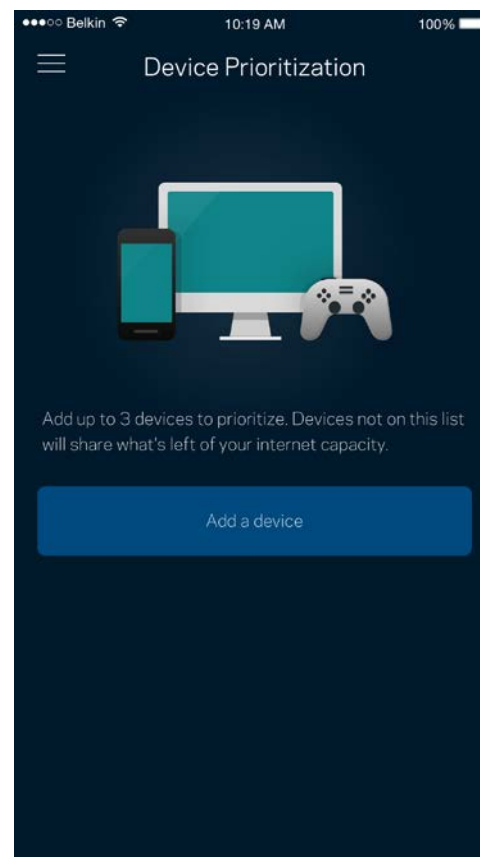 Belkin 10:19 AM 100%
Device Prioritization
Add up to 3 devices to prioritize. Devices not on this list
will share what's left of your internet capacity.
Add a device